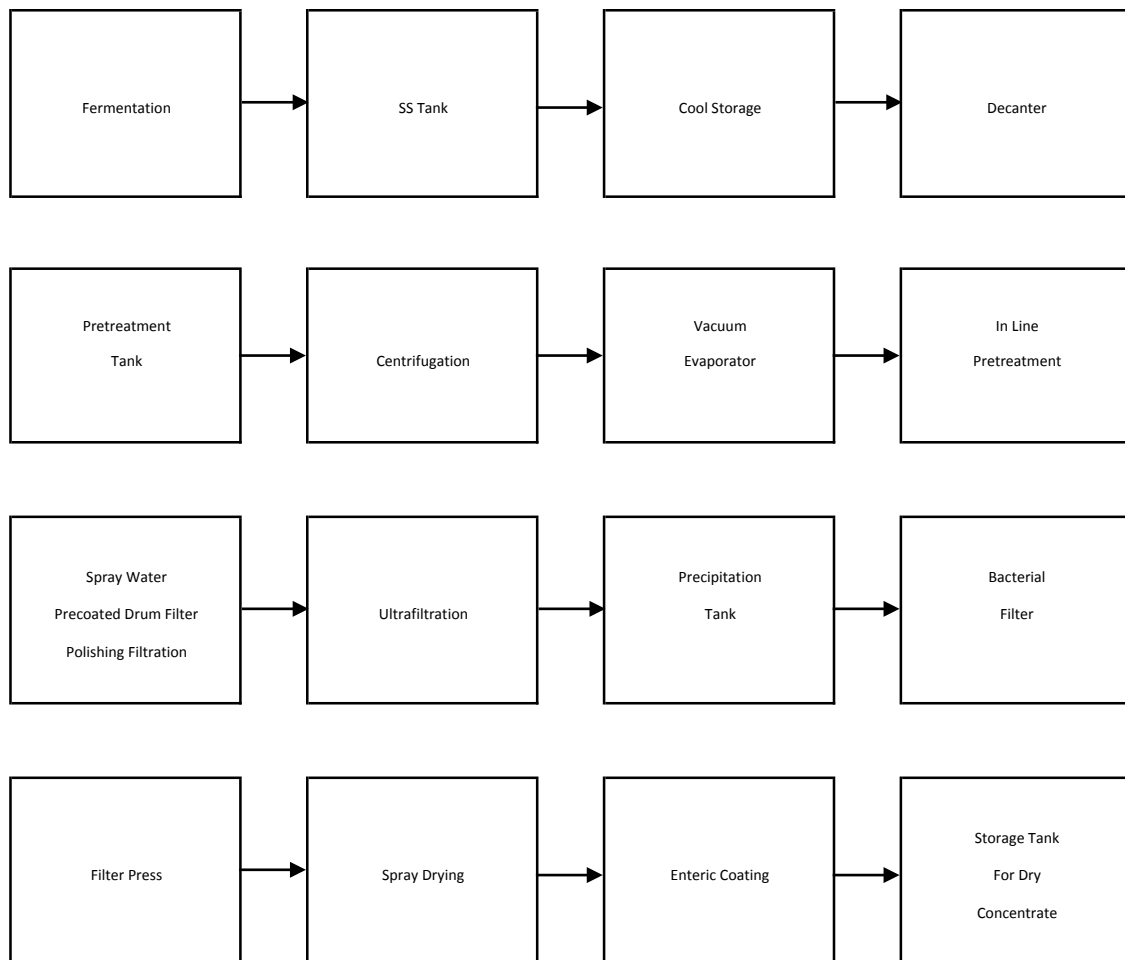 Fermentation
SS Tank
Cool Storage
Decanter
Pretreatment
Tank
Centrifugation
Vacuum
Evaporator
In Line
Pretreatment
Spray Water
Precoated Drum Filter
Polishing Filtration
Ultrafiltration
Precipitation
Tank
Bacterial
Filter
Filter Press
Spray Drying
Enteric Coating
Storage Tank
For Dry
Concentrate